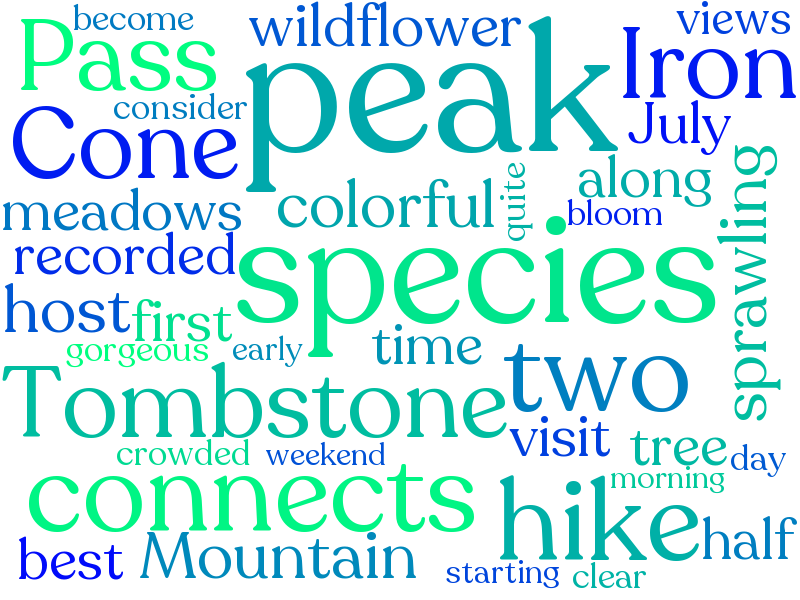 become
wildflower
views
Pass
peak
Iron
consider
July
Cone
along
quite
colorful
bloom
meadows
sprawling
recorded
species
host
first
time
gorgeous
early
two
Tombstone
visit
tree
day
crowded
weekend
connects
morning
hike
half
best
Mountain
starting
clear